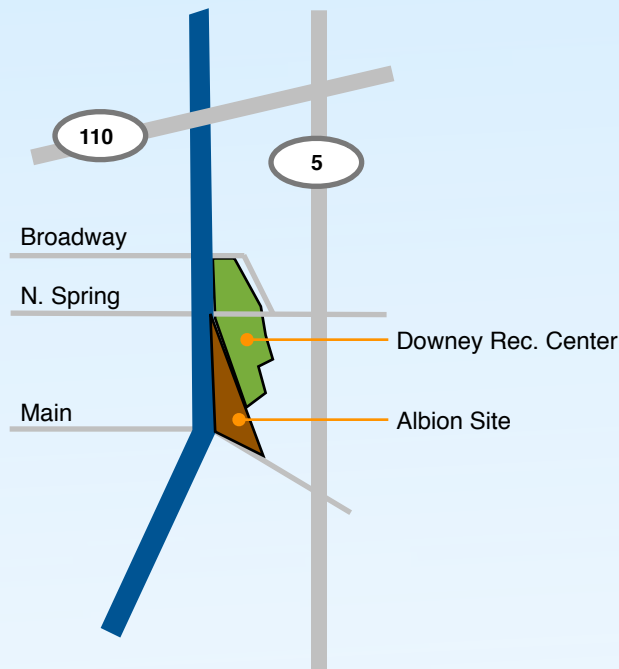 110
5
Broadway
N. Spring
Downey Rec. Center
Main
Albion Site